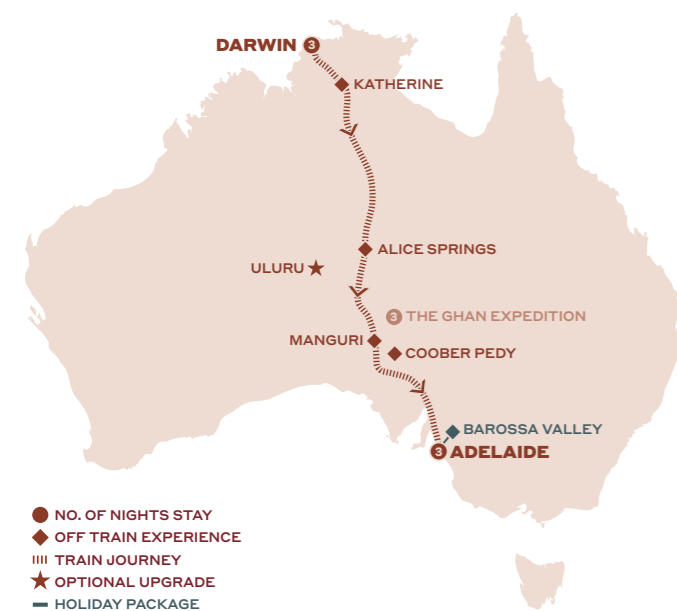 DARWIN 3
KATHERINE
ALICE SPRINGS
ULURU
3 THE GHAN EXPEDITION
MANGURI
COOBER PEDY
BAROSSA VALLEY
3 ADELAIDE
NO. OF NIGHTS STAY
OFF TRAIN EXPERIENCE
TRAIN JOURNEY
OPTIONAL UPGRADE
HOLIDAY PACKAGE